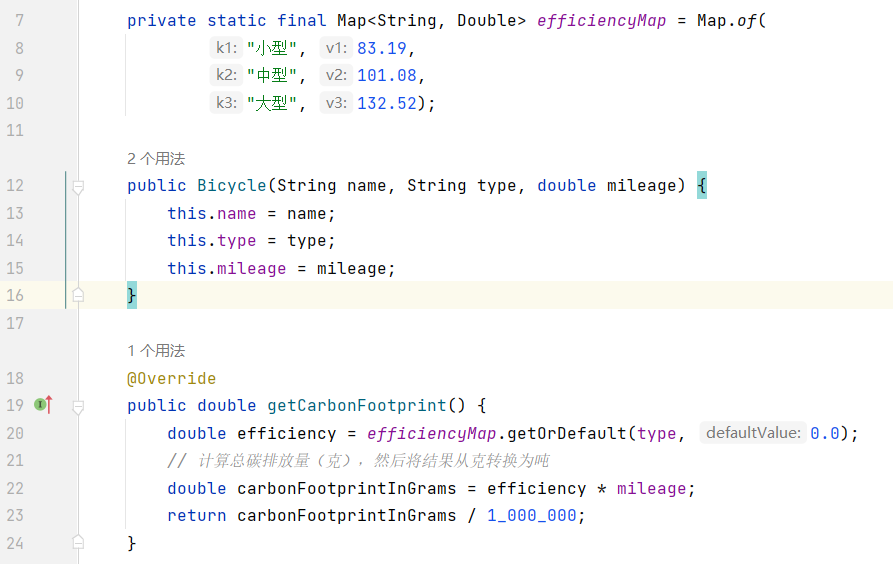 7 private static final Map<String, Double> efficiencyMap = Map.of(
8 k1: "小型", v1: 83.19,
9 k2: "中型", v2: 101.08,
10 k3: "大型", v3: 132.52);
11
2 个用法
12 public Bicycle(String name, String type, double mileage) {
13 this.name = name;
14 this.type = type;
15 this.mileage = mileage;
16 }
17
1 个用法
18 @Override
19 I public double getCarbonFootprint() {
20 double efficiency = efficiencyMap.getOrDefault(type, defaultValue: 0.0);
21 // 计算总碳排放量（克），然后将结果从克转换为吨
22 double carbonFootprintInGrams = efficiency * mileage;
23 return carbonFootprintInGrams / 1_000_000;
24 }